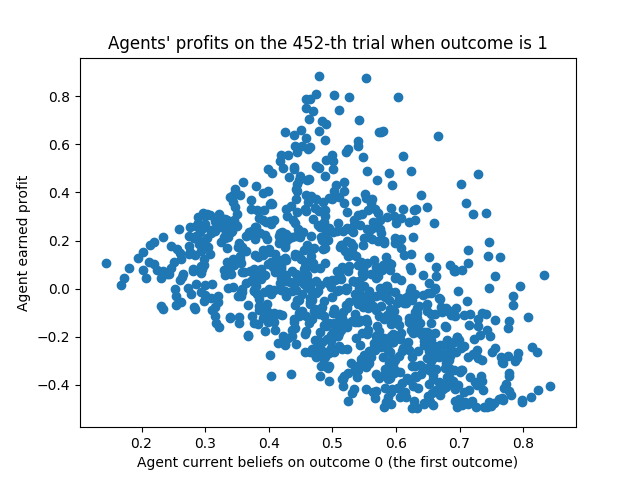 Agents' profits on the 452-th trial when outcome is 1
Agent earned profit
0.8
0.6
0.4
0.2
0.0
−0.2
−0.4
0.2 0.3 0.4 0.5 0.6 0.7 0.8
Agent current beliefs on outcome 0 (the first outcome)